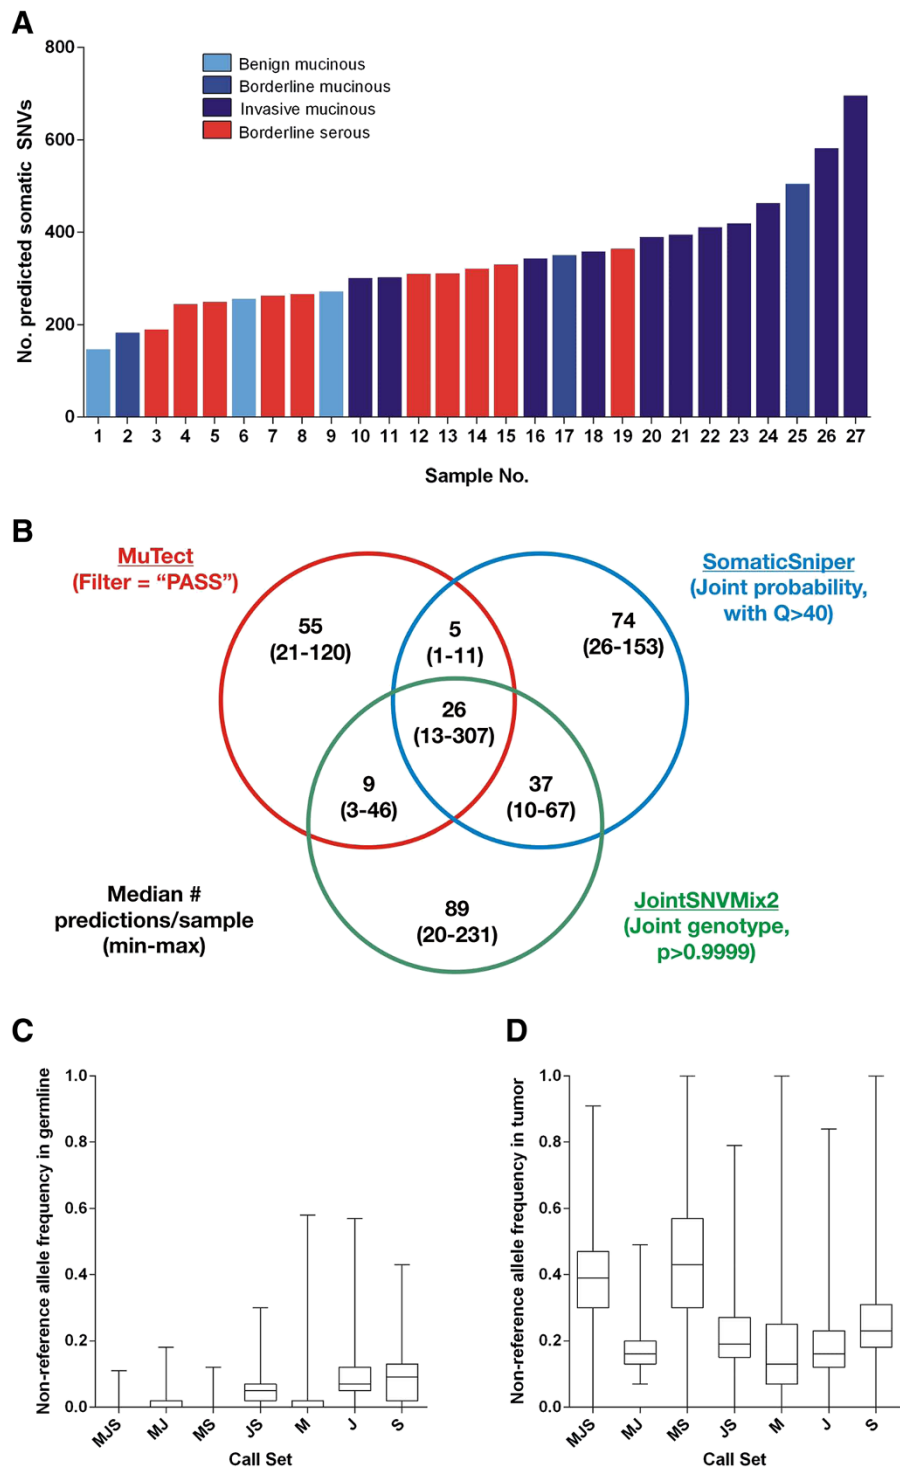 A
800
600
400
200
0
No. predicted somatic SNVs
Benign mucinous
Borderline mucinous
Invasive mucinous
Borderline serous
1 2 3 4 5 6 7 8 9 10 11 12 13 14 15 16 17 18 19 20 21 22 23 24 25 26 27
Sample No.
B
MuTect
(Filter = “PASS”)
SomaticSniper
(Joint probability,
with Q>40)
55
(21-120)
5
(1-11)
74
(26-153)
26
(13-307)
9
(3-46)
37
(10-67)
89
(20-231)
Median #
predictions/sample
(min-max)
JointSNVMix2
(Joint genotype,
p>0.9999)
C
Non-reference allele frequency in germline
1.0
0.8
0.6
0.4
0.2
0.0
MJS MJ MS JS M J S
Call Set
D
Non-reference allele frequency in tumor
1.0
0.8
0.6
0.4
0.2
0.0
MJS MJ MS JS M J S
Call Set